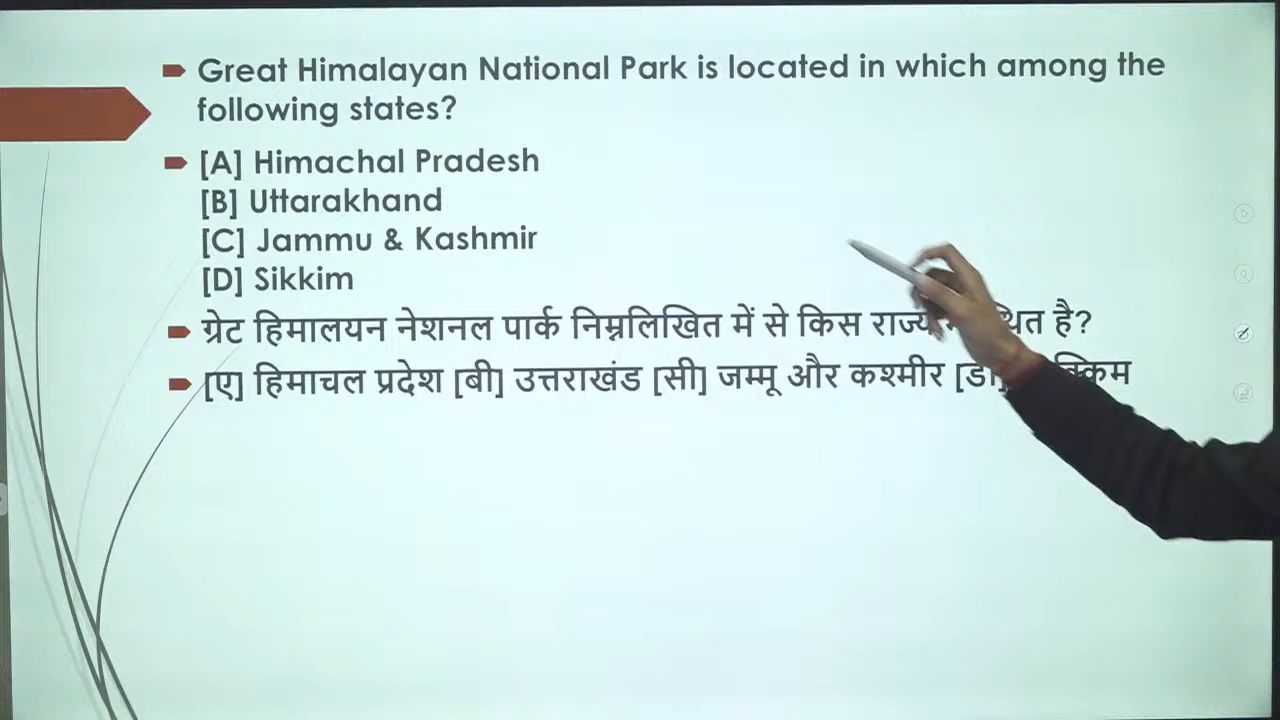 Great Himalayan National Park is located in which among the
following states?
[A] Himachal Pradesh
[B] Uttarakhand
[C] Jammu & Kashmir
[D] Sikkim
ग्रेट हिमालयन नेशनल पार्क निम्नलिखित में से किस राज्य है?
[ए] हिमाचल प्रदेश [बी] उत्तराखंड [सी] जम्मू और कश्मीर